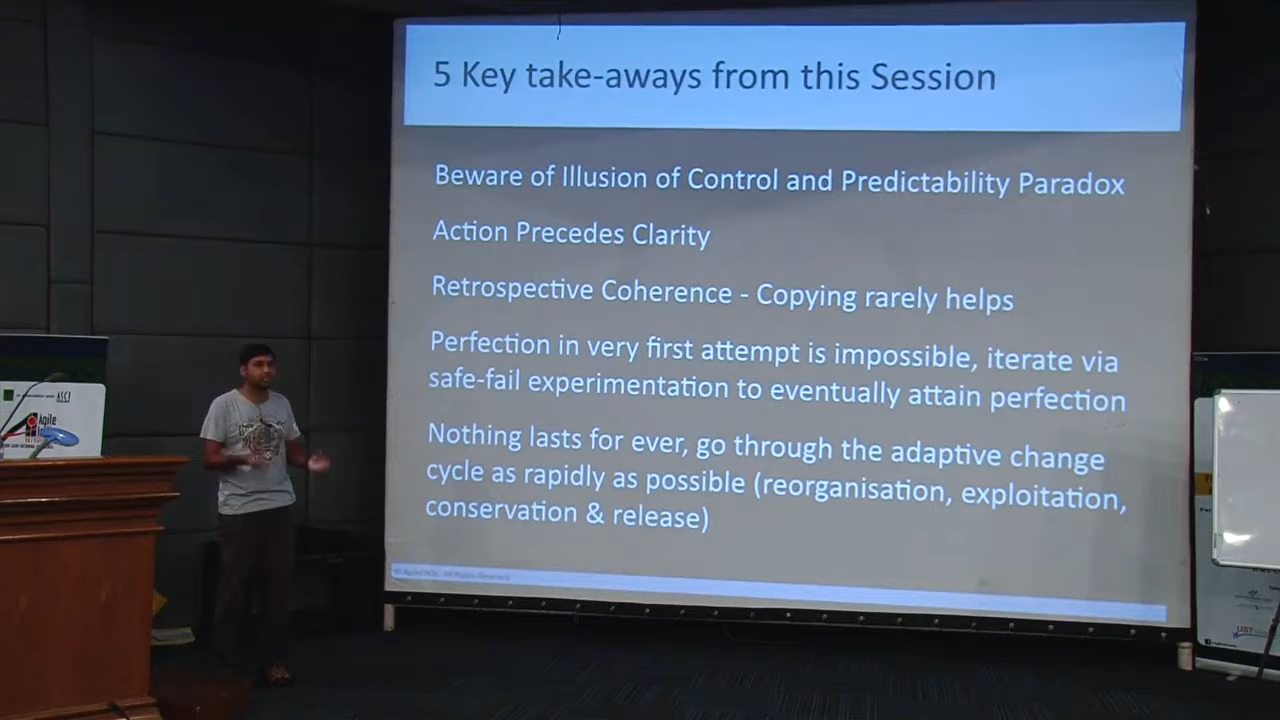 5 Key take-aways from this Session
Beware of Illusion of Control and Predictability Paradox
Action Precedes Clarity
Retrospective Coherence - Copying rarely helps
Perfection in very first attempt is impossible, iterate via
safe-fail experimentation to eventually attain perfection
Nothing lasts for ever, go through the adaptive change
cycle as rapidly as possible (reorganisation, exploitation,
conservation & release)
ASCI
Agile
UST